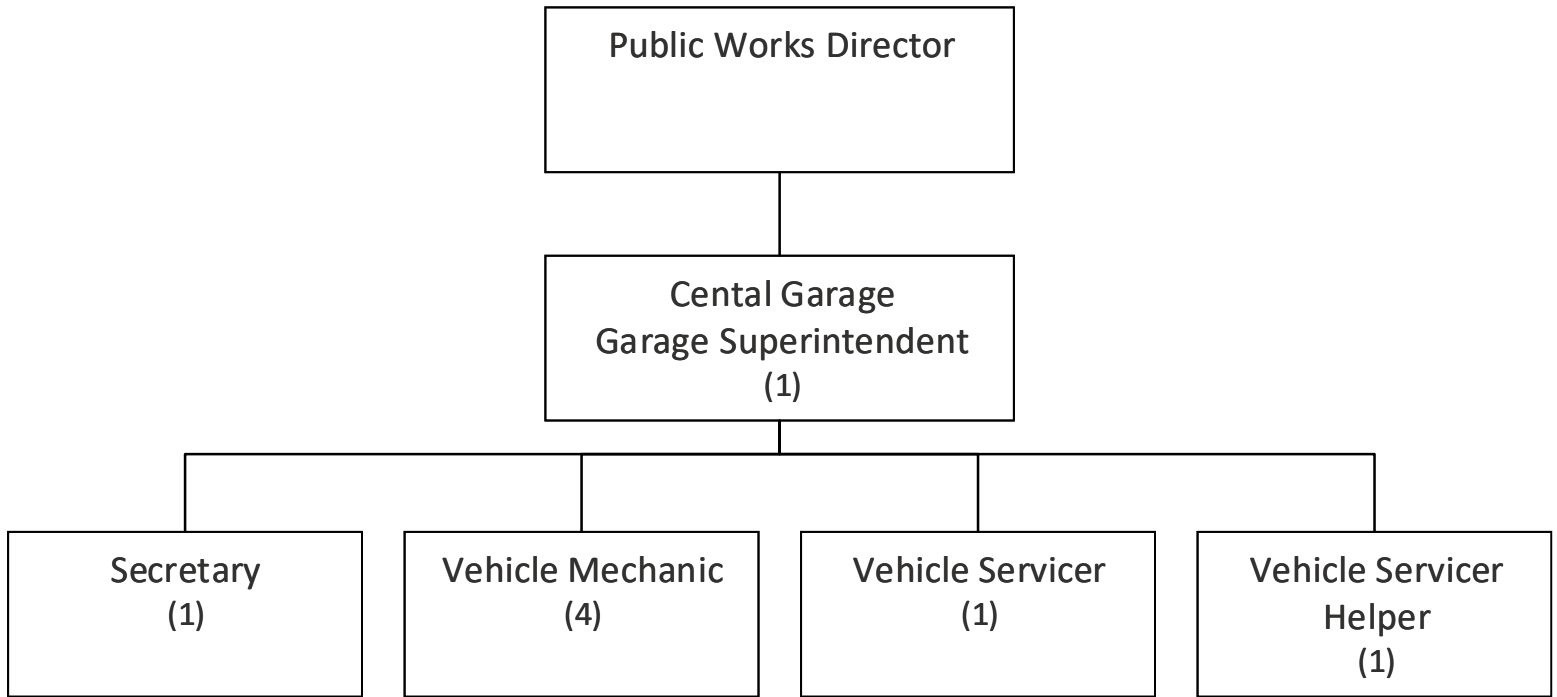 Public Works Director
Cental Garage
Garage Superintendent
(1)
Secretary
(1)
Vehicle Mechanic
(4)
Vehicle Servicer
(1)
Vehicle Servicer
Helper
(1)